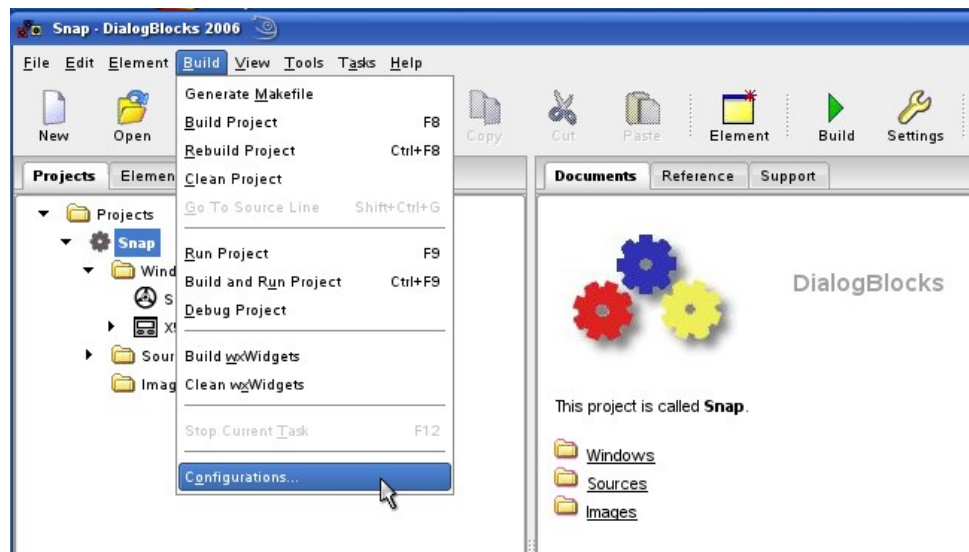 Snap - DialogBlocks 2006
File Edit Element Build View Tools Tasks Help
New Open Copy Cut Paste Element Build Settings
Generate Makefile
Build Project F8
Rebuild Project Ctrl+F8
Clean Project
Go To Source Line Shift+Ctrl+G
Run Project F9
Build and Run Project Ctrl+F9
Debug Project
Build wxWidgets
Clean wxWidgets
Stop Current Task F12
Configurations...
Projects Elemen
Projects
Snap
Wind
S
Sour
Imag
Documents Reference Support
DialogBlocks
This project is called Snap.
Windows
Sources
Images